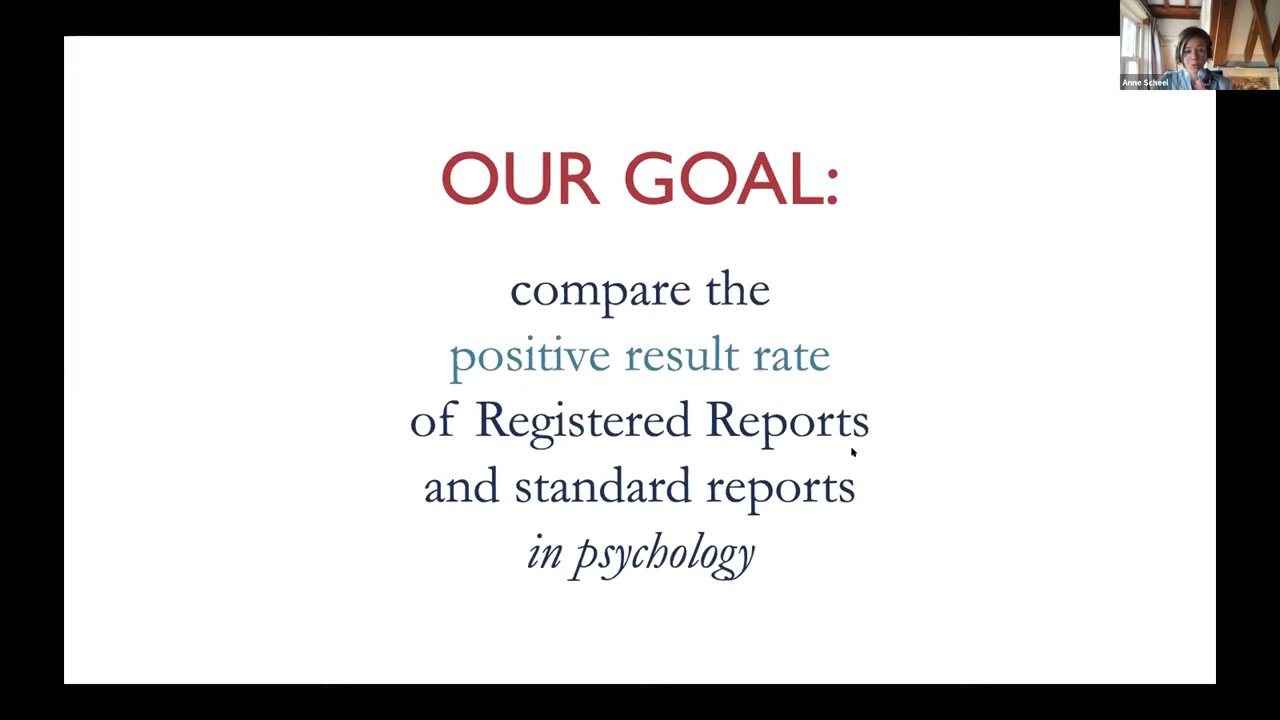 Anne Scheel
OUR GOAL:
compare the
positive result rate
of Registered Reports
and standard reports
in psychology